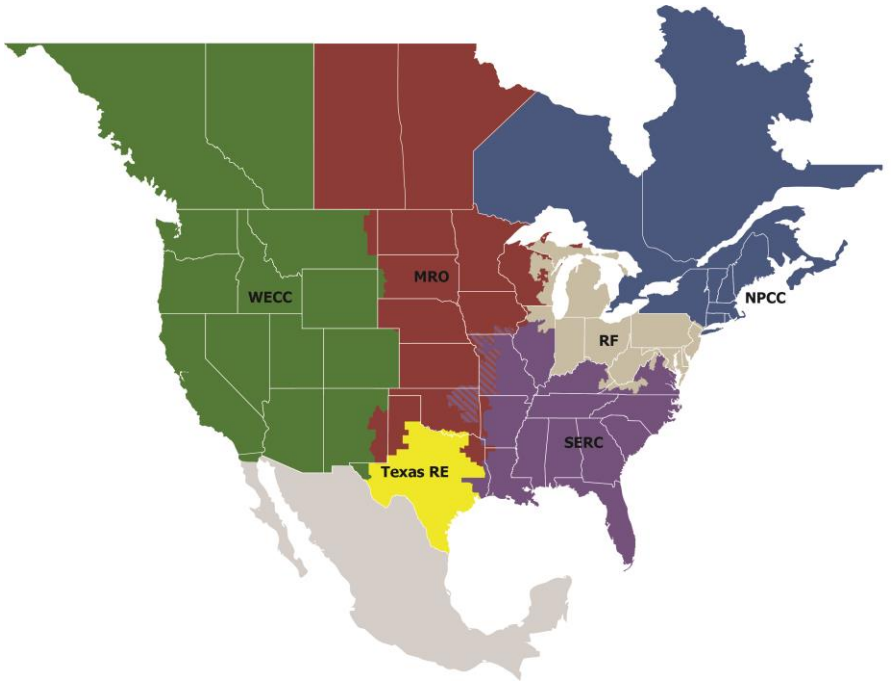 MRO
WECC
NPCC
RF
SERC
Texas RE